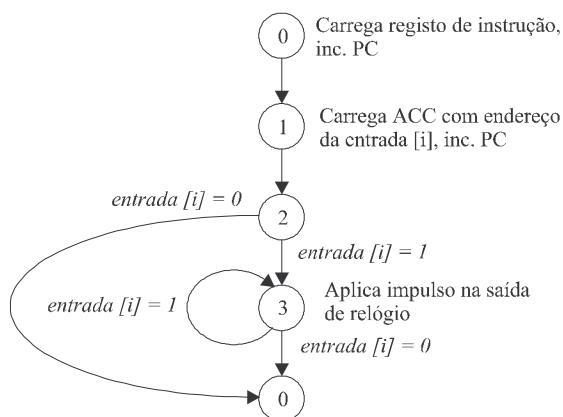 0
Carrega registo de instrução,
inc. PC
1
Carrega ACC com endereço
da entrada [i], inc. PC
entrada [i] = 0
2
entrada [i] = 1
entrada [i] = 1
3
Aplica impulso na saída
de relógio
entrada [i] = 0
0